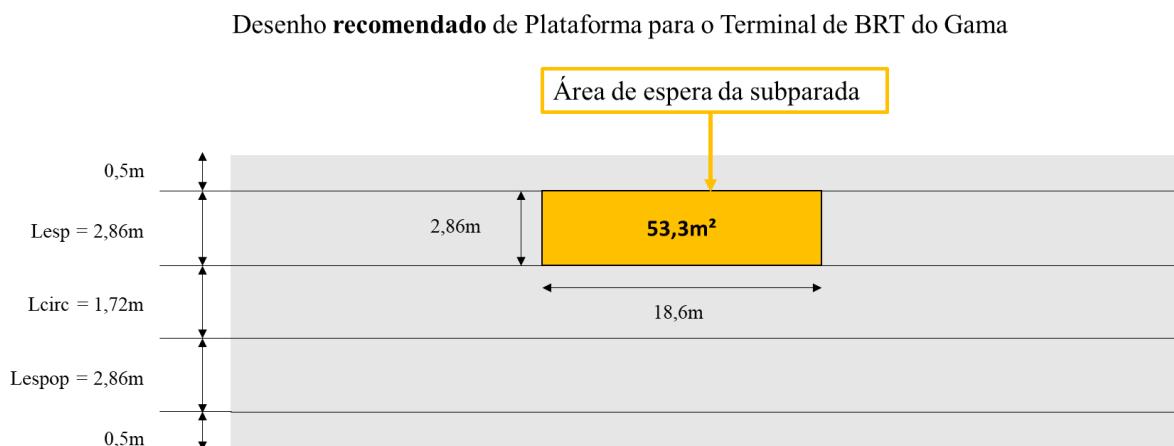 Desenho recomendado de Plataforma para o Terminal de BRT do Gama
Área de espera da subparada
0,5m
Lesp = 2,86m
2,86m
53,3m²
Lcirc = 1,72m
18,6m
Lespop = 2,86m
0,5m